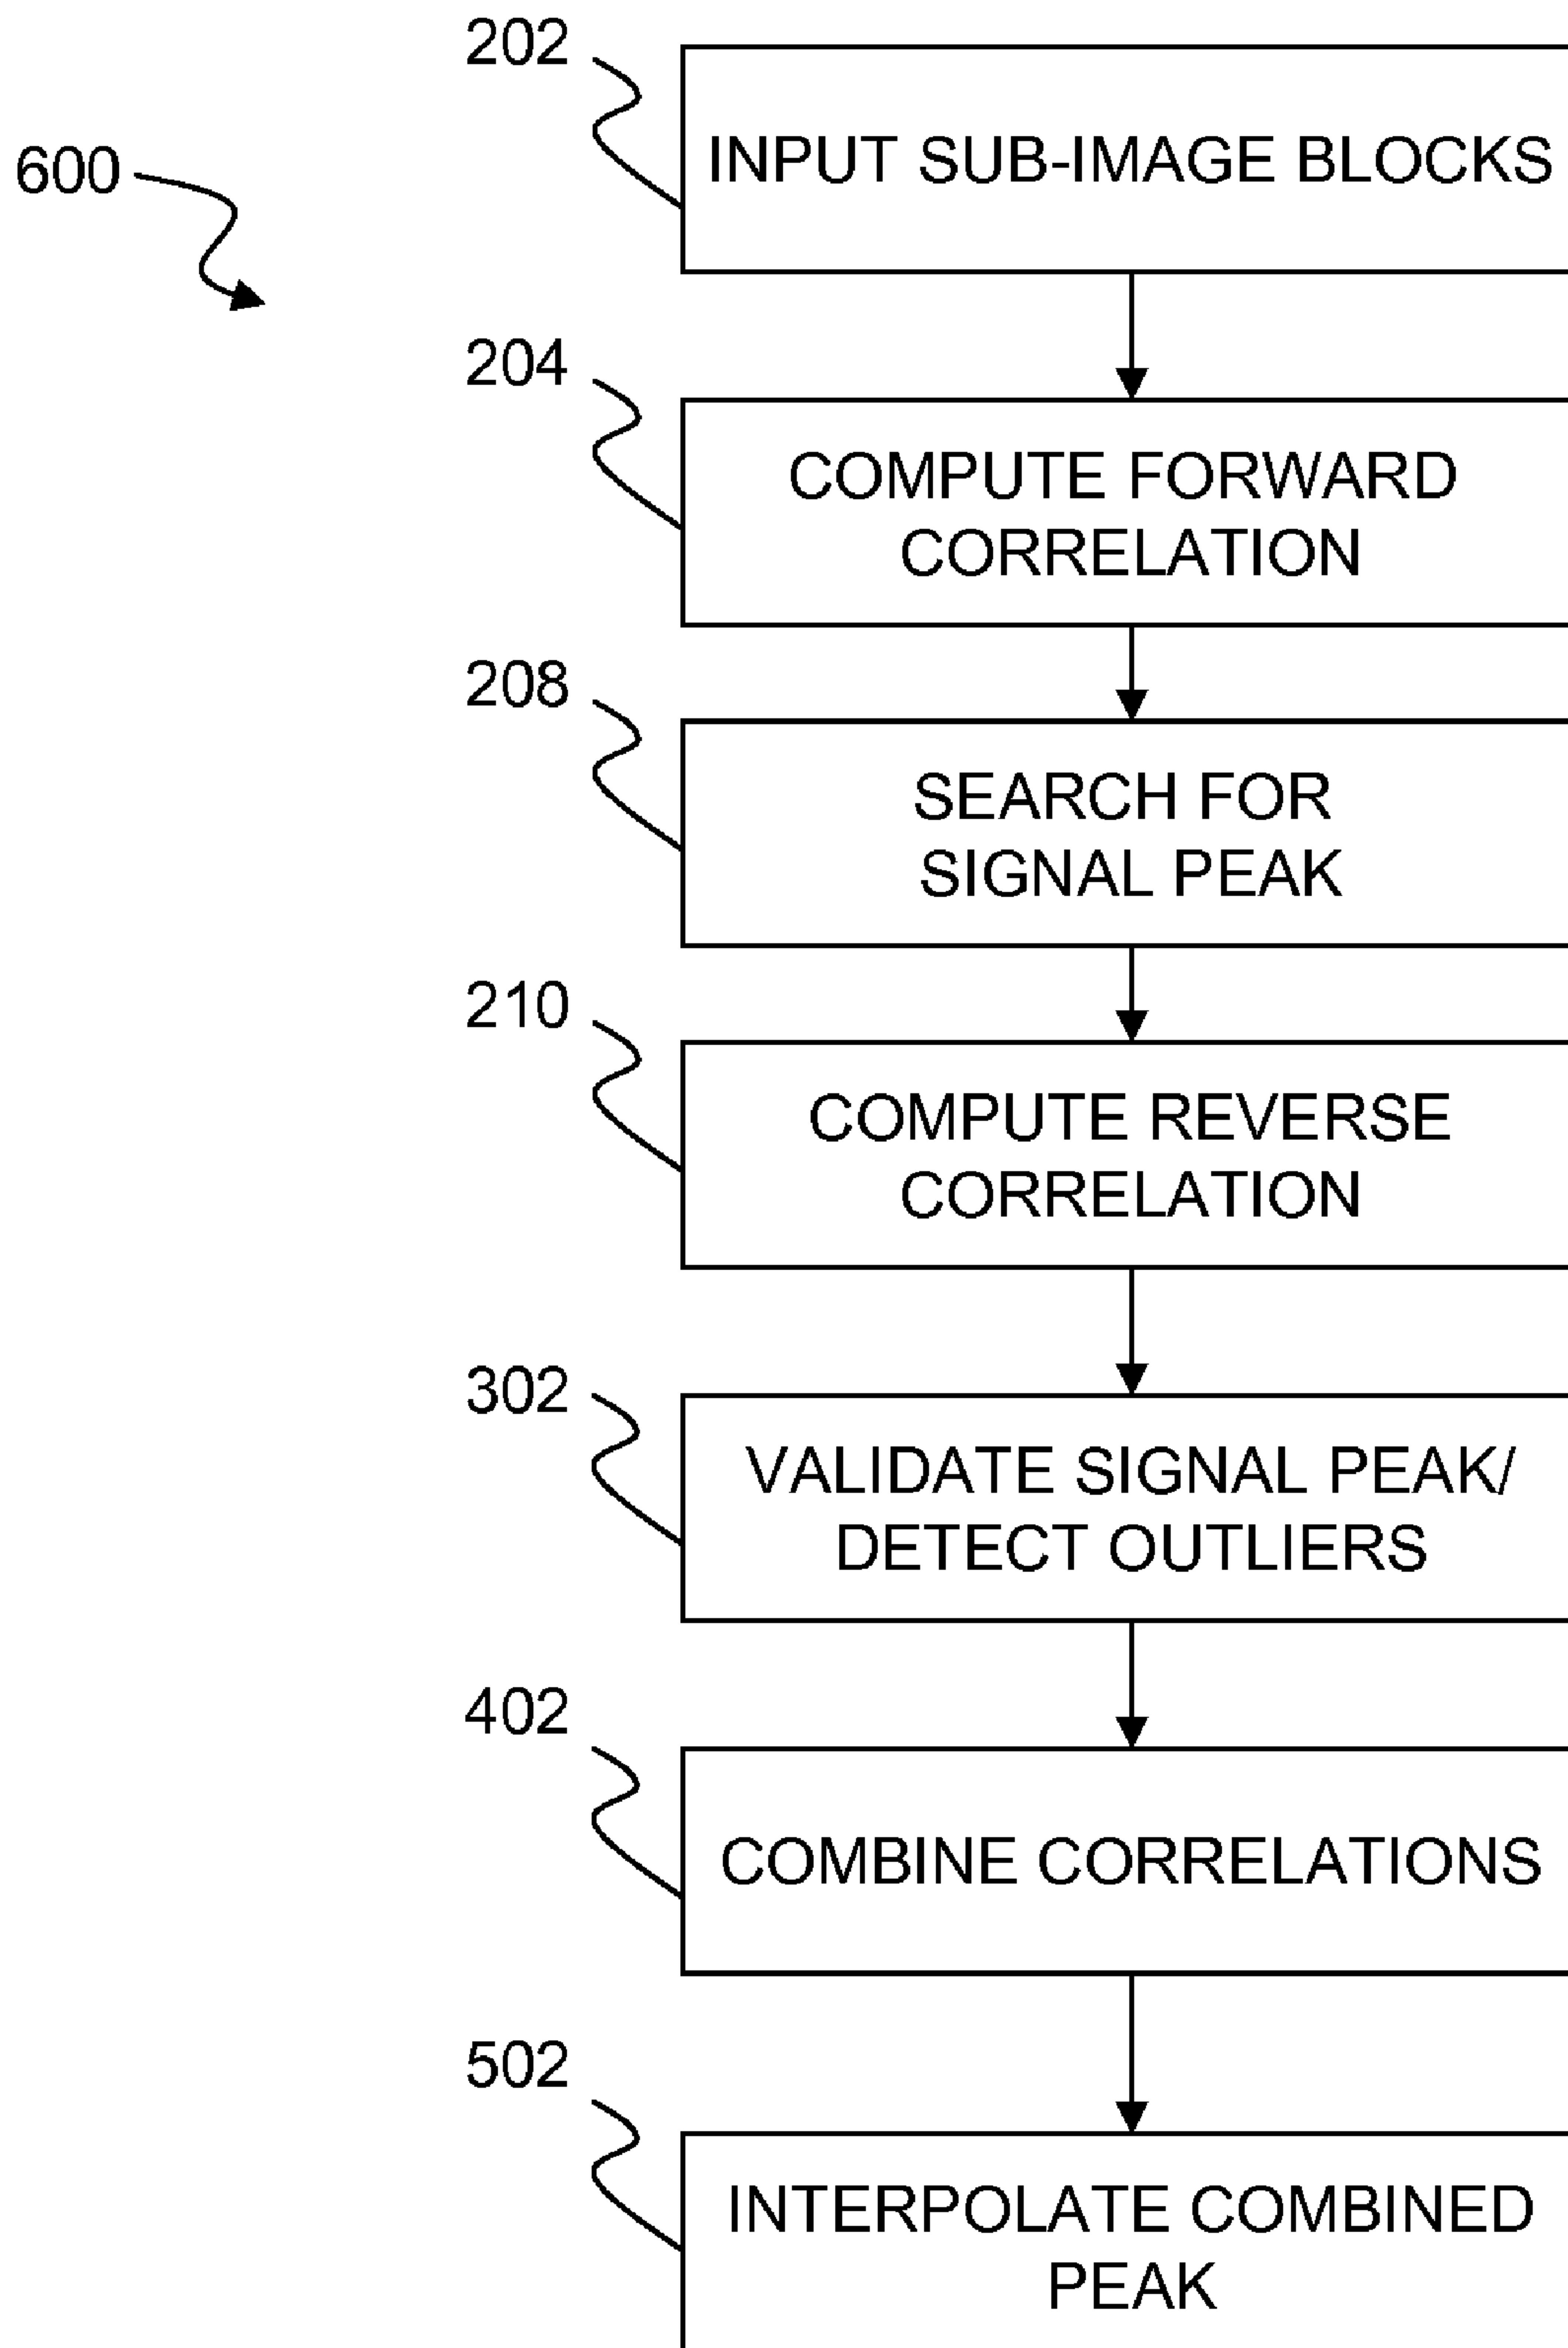 202
INPUT SUB-IMAGE BLOCKS
600
204
COMPUTE FORWARD
CORRELATION
208
SEARCH FOR
SIGNAL PEAK
210
COMPUTE REVERSE
CORRELATION
302
VALIDATE SIGNAL PEAK/
DETECT OUTLIERS
402
COMBINE CORRELATIONS
502
INTERPOLATE COMBINED
PEAK